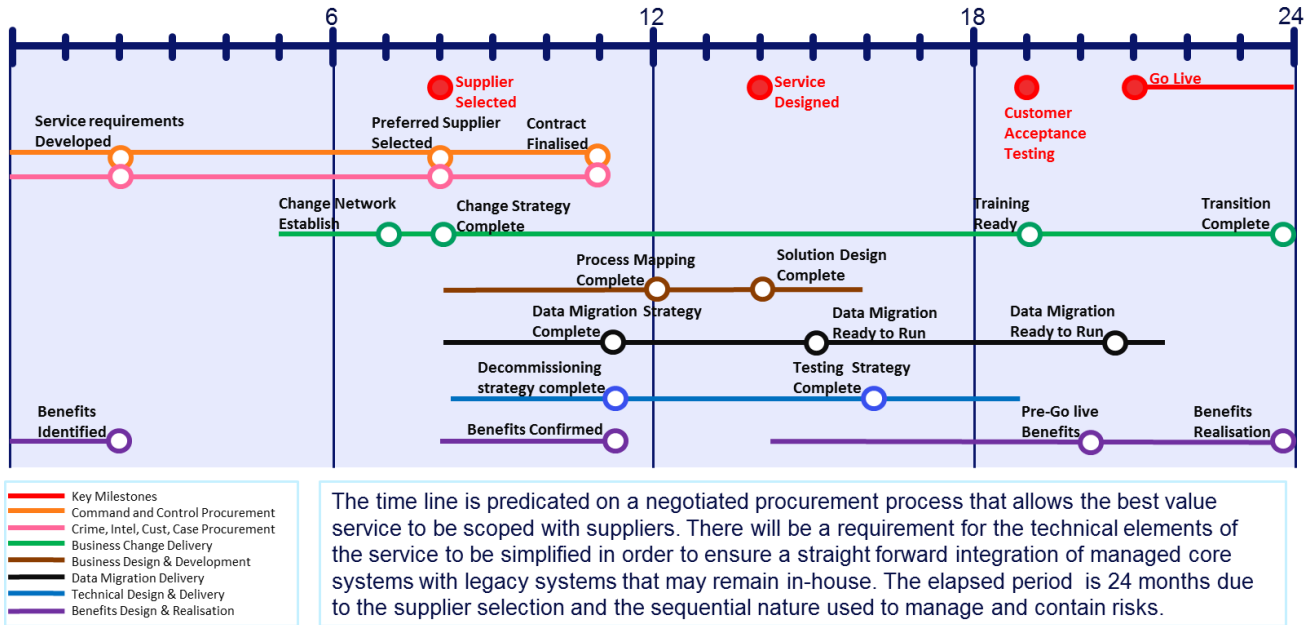 6
12
18
24
Supplier
Selected
Service
Designed
Customer
Acceptance
Testing
Go Live
Service requirements
Developed
Preferred Supplier
Selected
Contract
Finalised
Change Network
Establish
Change Strategy
Complete
Training
Ready
Transition
Complete
Process Mapping
Complete
Solution Design
Complete
Data Migration Strategy
Complete
Data Migration
Ready to Run
Data Migration
Ready to Run
Decommissioning
strategy complete
Testing Strategy
Complete
Benefits
Identified
Benefits Confirmed
Pre-Go live
Benefits
Benefits
Realisation
Key Milestones
Command and Control Procurement
Crime, Intel, Cust, Case Procurement
Business Change Delivery
Business Design & Development
Data Migration Delivery
Technical Design & Delivery
Benefits Design & Realisation
The time line is predicated on a negotiated procurement process that allows the best value
service to be scoped with suppliers. There will be a requirement for the technical elements of
the service to be simplified in order to ensure a straight forward integration of managed core
systems with legacy systems that may remain in-house. The elapsed period is 24 months due
to the supplier selection and the sequential nature used to manage and contain risks.